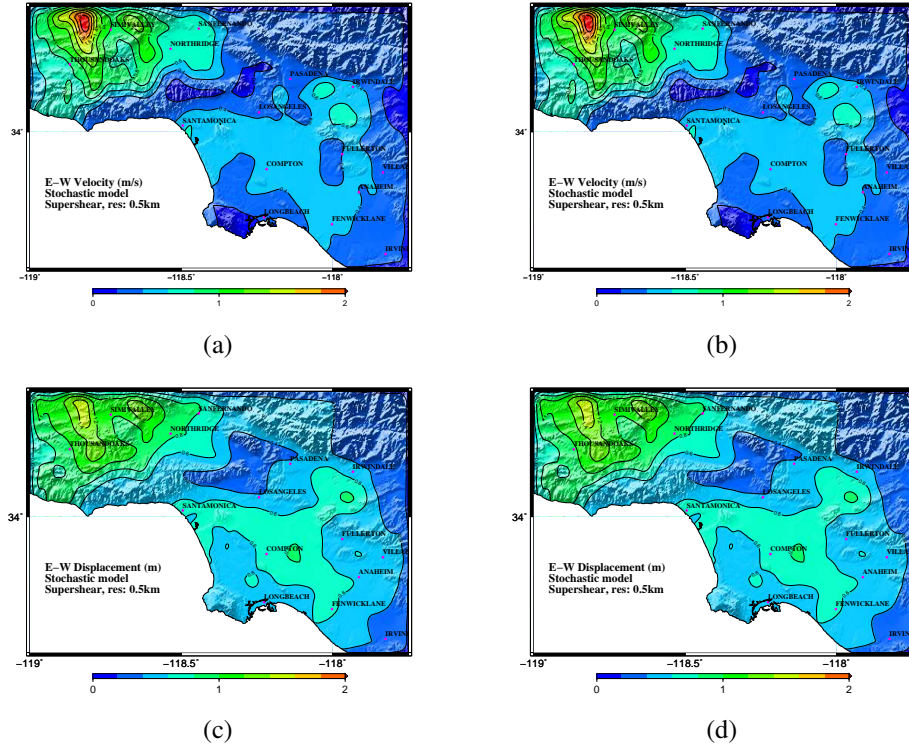 SIMIVALLEY
SANFERNANDO
NORTHRIDGE
THOUSANDOAKS
PASADENA
IRWINDALE
LOSANGELES
SANTAMONICA
34˚
FULLERTON
COMPTON
E−W Velocity (m/s)
Stochastic model
Supershear, res: 0.5km
ANAHEIM
LONGBEACH
FENWICKLANE
−119˚
−118.5˚
−118˚
0
1
2
(a)
SIMIVALLEY
SANFERNANDO
NORTHRIDGE
THOUSANDOAKS
PASADENA
IRWINDALE
LOSANGELES
SANTAMONICA
34˚
FULLERTON
COMPTON
E−W Velocity (m/s)
Stochastic model
Supershear, res: 0.5km
ANAHEIM
LONGBEACH
FENWICKLANE
−119˚
−118.5˚
−118˚
0
1
2
(b)
SIMIVALLEY
SANFERNANDO
NORTHRIDGE
THOUSANDOAKS
PASADENA
IRWINDALE
LOSANGELES
SANTAMONICA
34˚
FULLERTON
COMPTON
E−W Displacement (m)
Stochastic model
Supershear, res: 0.5km
ANAHEIM
LONGBEACH
FENWICKLANE
−119˚
−118.5˚
−118˚
0
1
2
(c)
SIMIVALLEY
SANFERNANDO
NORTHRIDGE
THOUSANDOAKS
PASADENA
IRWINDALE
LOSANGELES
SANTAMONICA
34˚
FULLERTON
COMPTON
E−W Displacement (m)
Stochastic model
Supershear, res: 0.5km
ANAHEIM
LONGBEACH
FENWICKLANE
−119˚
−118.5˚
−118˚
0
1
2
(d)